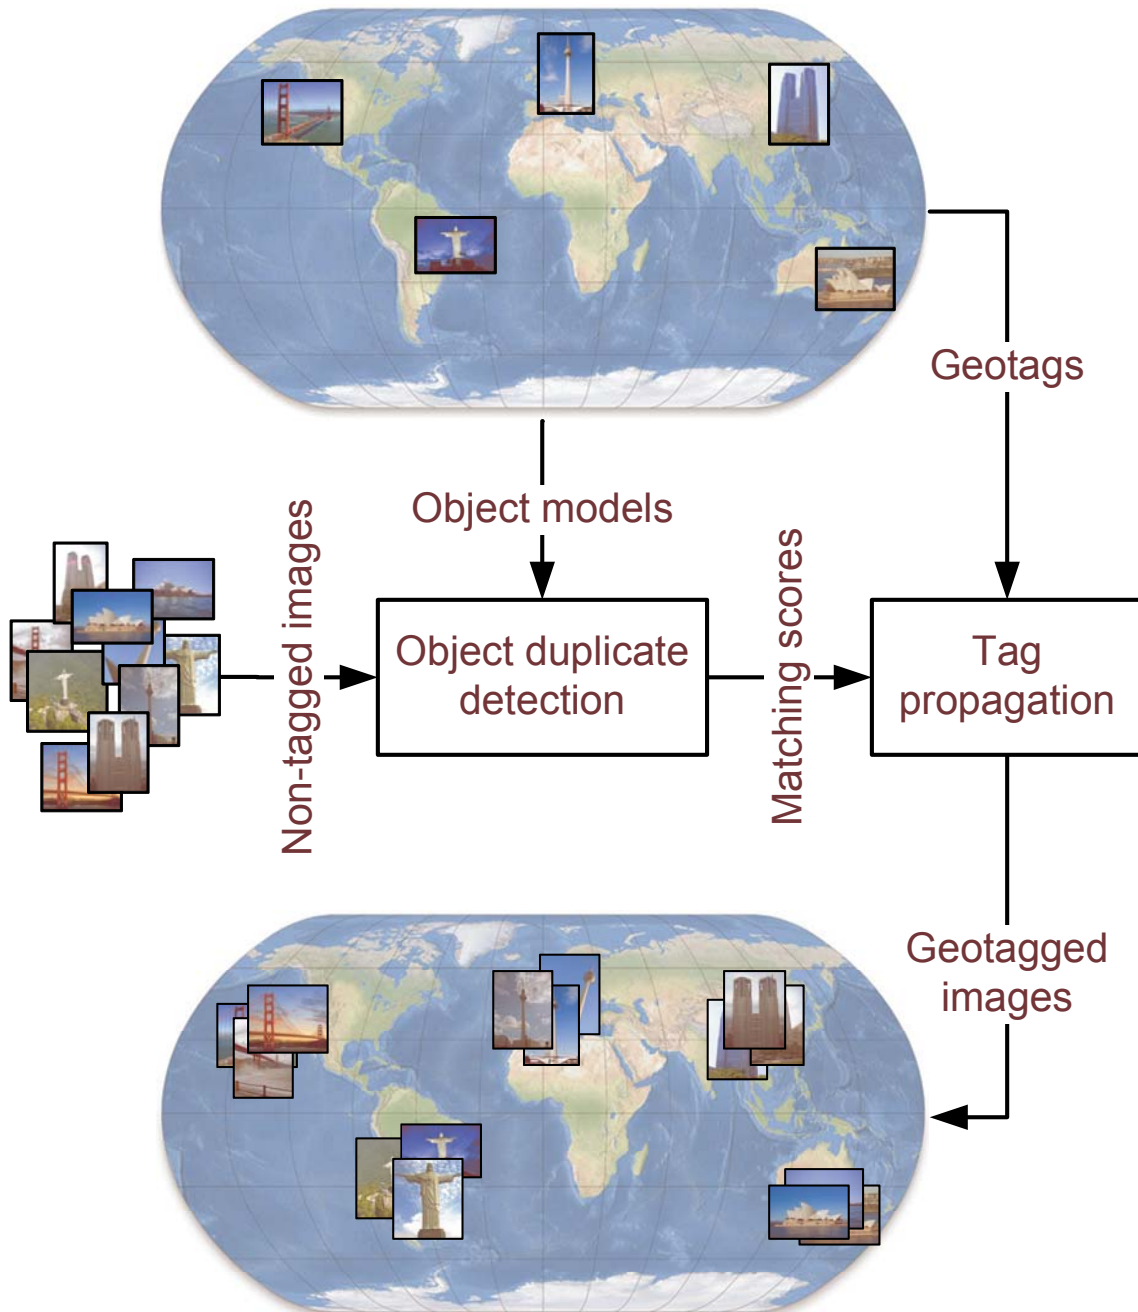 Geotags
Object models
Non-tagged images
Object duplicate
detection
Matching scores
Tag
propagation
Geotagged
images